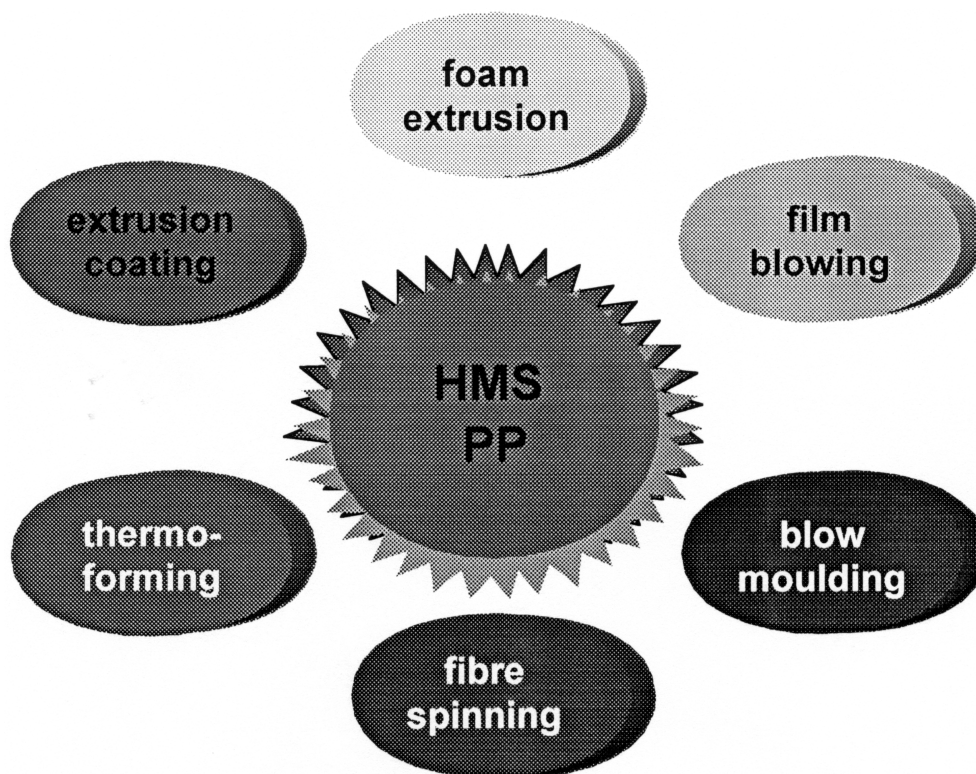 foam
extrusion
extrusion
coating
film
blowing
HMS
PP
thermo-
forming
blow
moulding
fibre
spinning